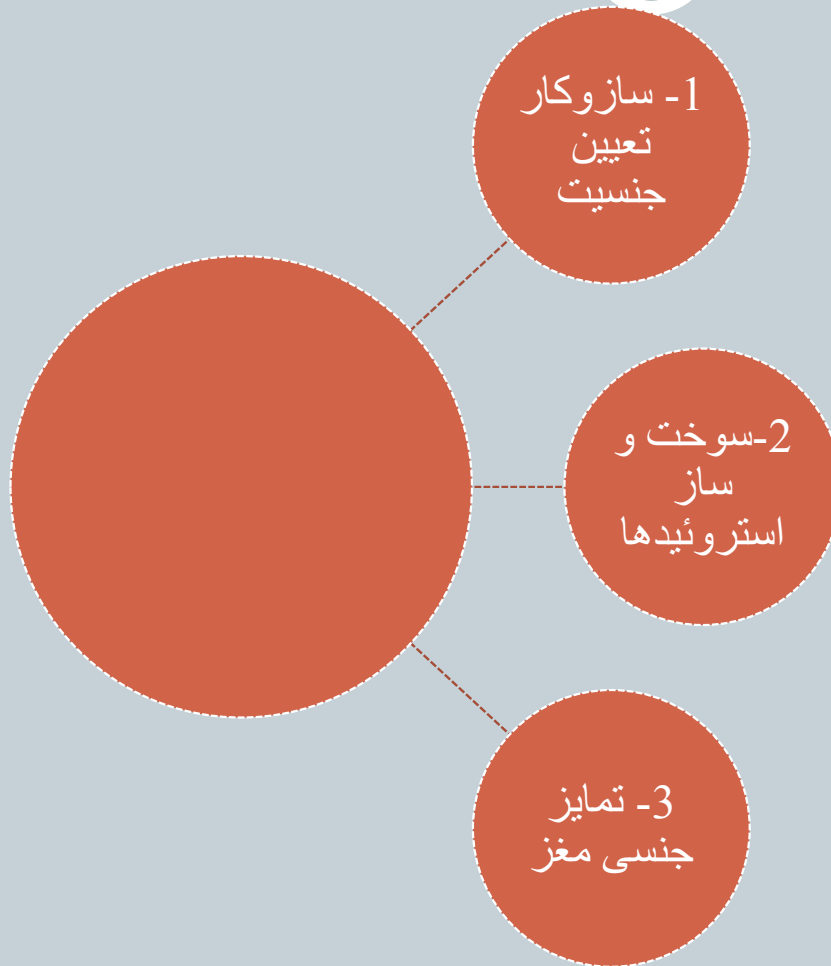 1- سازوکار
تعیین
جنسیت
2-سوخت و
ساز
استروئیدها
3- تمایز
جنسی مغز